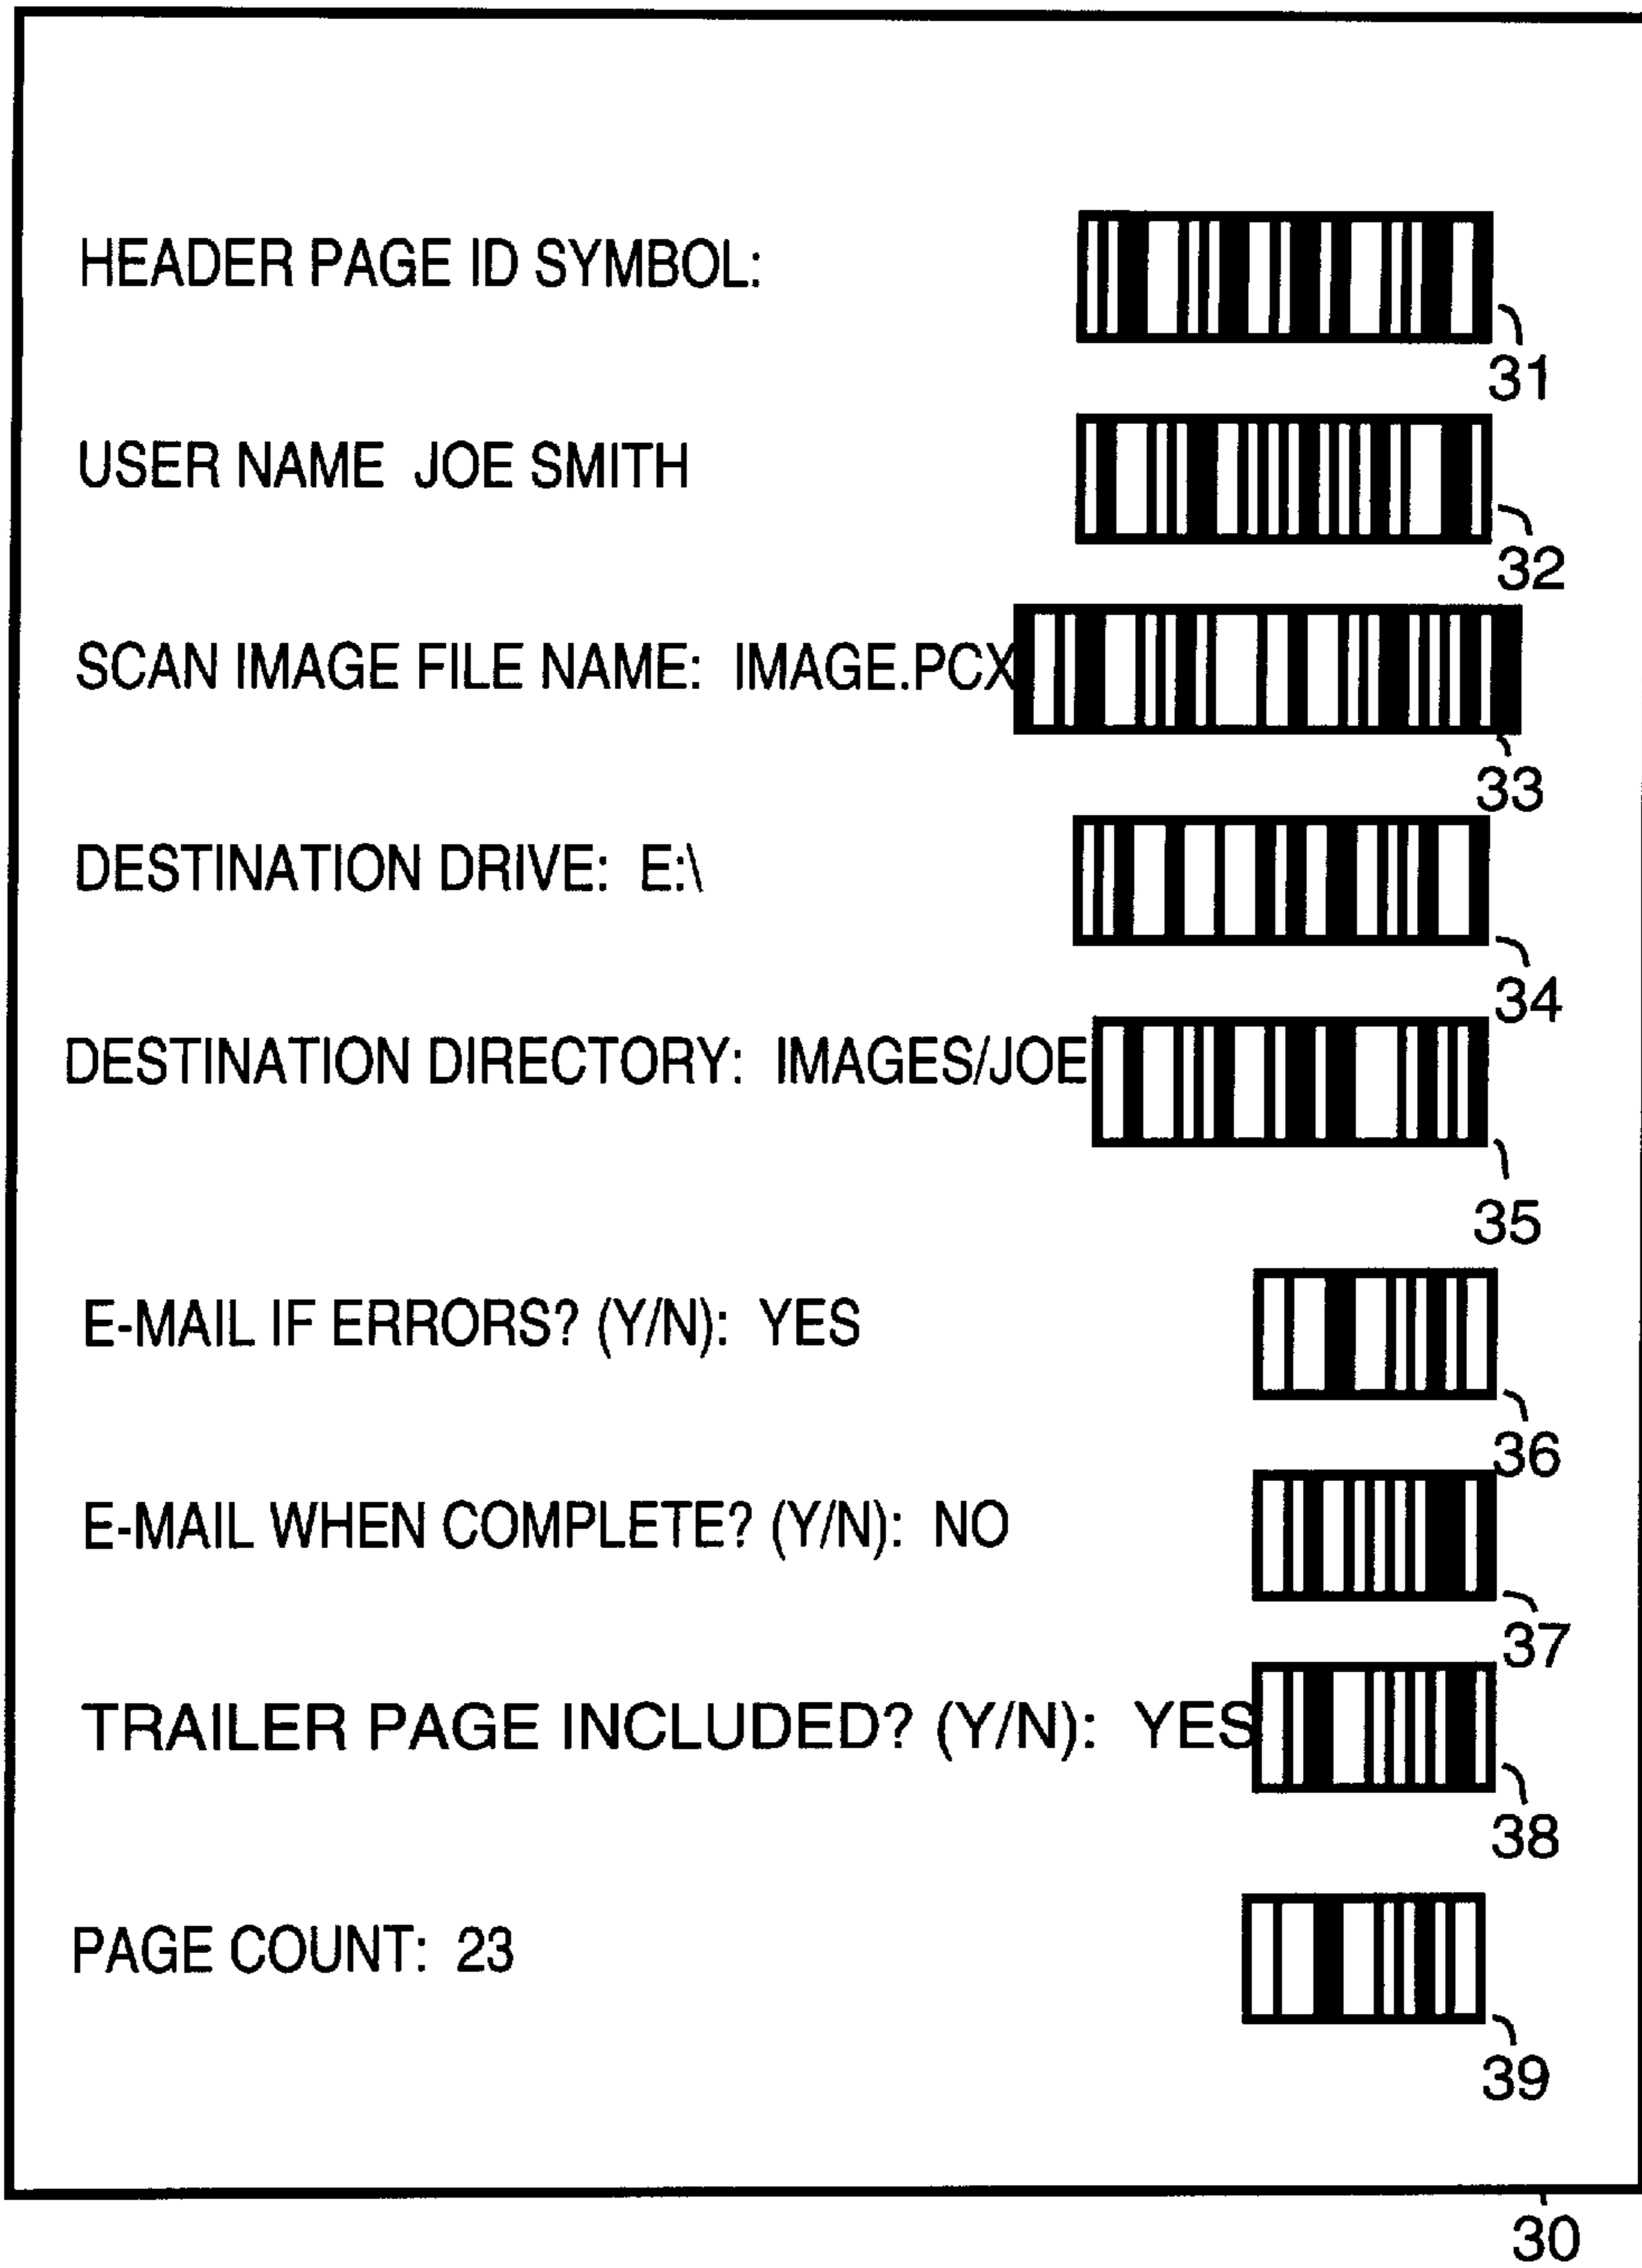 HEADER PAGE ID SYMBOL:
31
USER NAME JOE SMITH
32
SCAN IMAGE FILE NAME: IMAGE.PCX
33
DESTINATION DRIVE: E:\
34
DESTINATION DIRECTORY: IMAGES/JOE
35
E-MAIL IF ERRORS? (Y/N): YES
36
E-MAIL WHEN COMPLETE? (Y/N): NO
37
TRAILER PAGE INCLUDED? (Y/N): YES
38
PAGE COUNT: 23
39
30